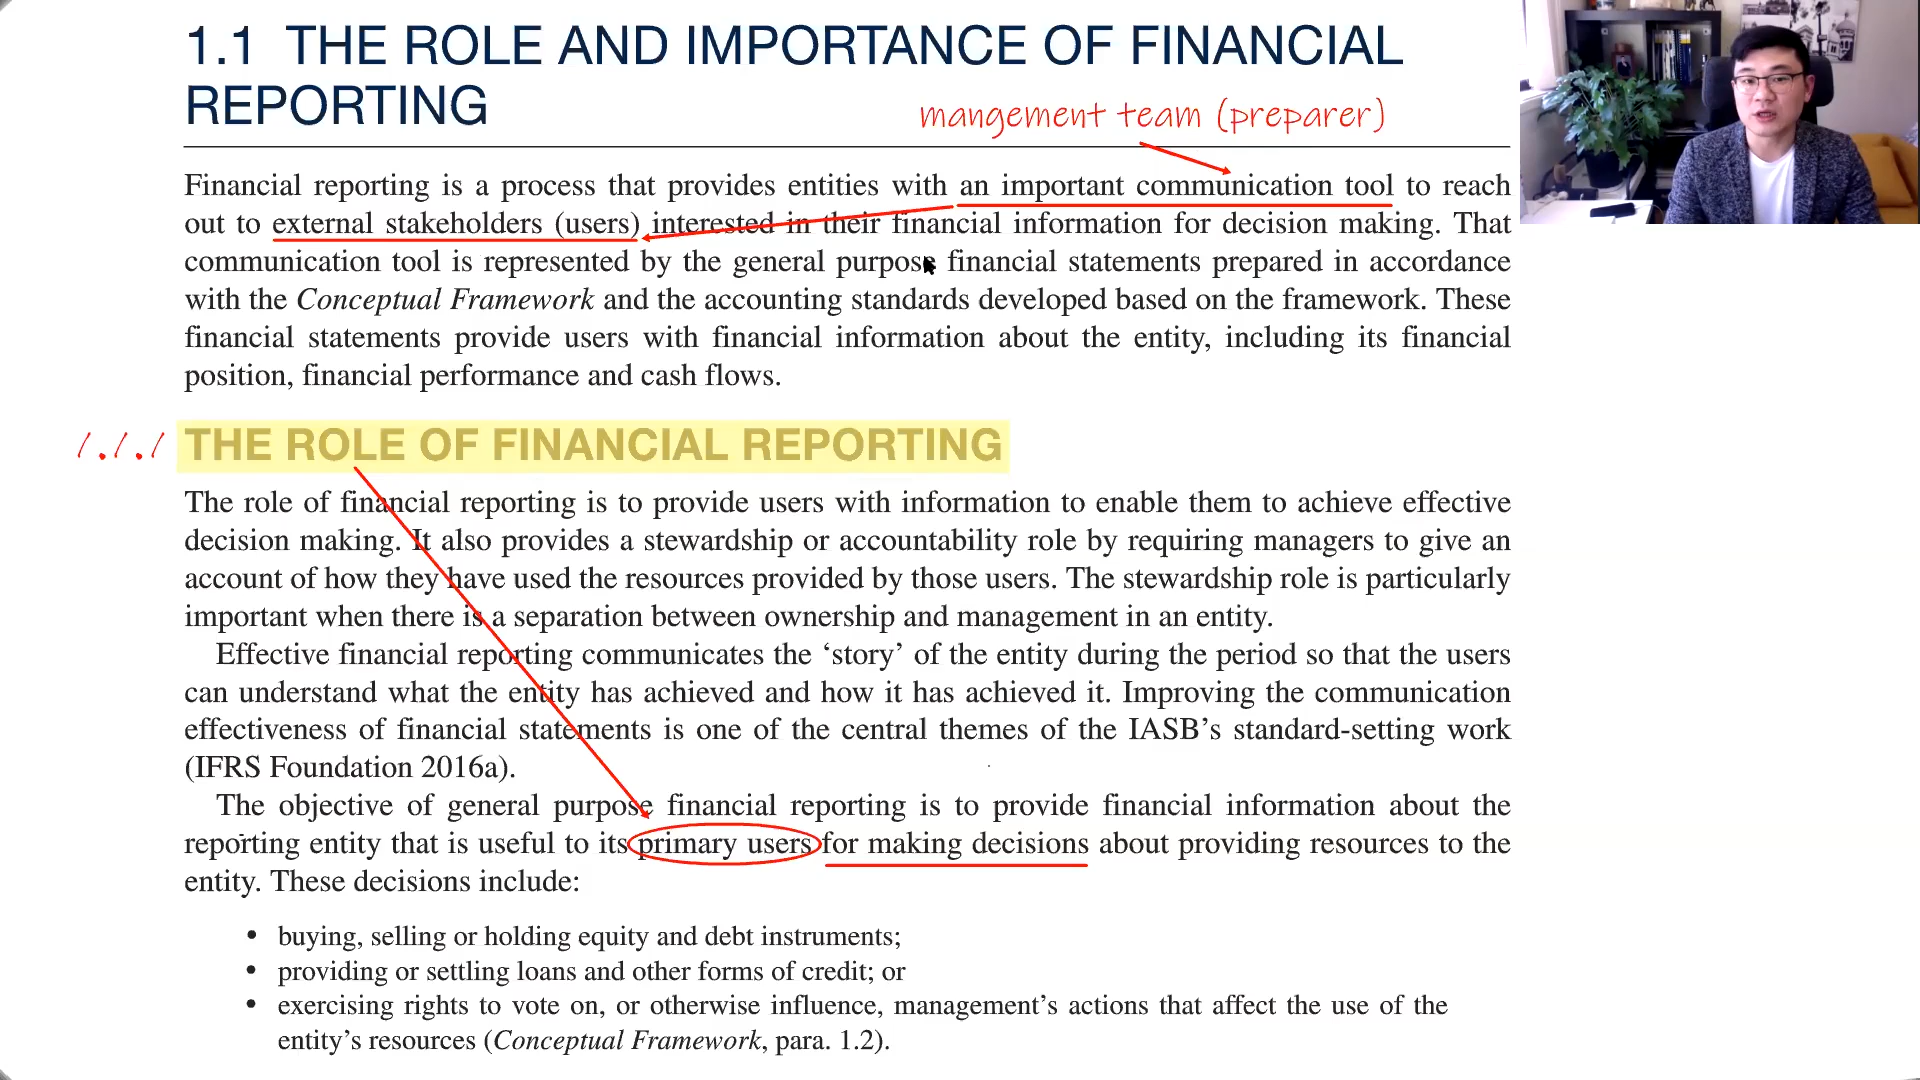 1.1 THE ROLE AND IMPORTANCE OF FINANCIAL
REPORTING
mangement team (preparer)
Financial reporting is a process that provides entities with an important communication tool to reach
out to external stakeholders (users) interested in their financial information for decision making. That
communication tool is represented by the general purpose financial statements prepared in accordance
with the Conceptual Framework and the accounting standards developed based on the framework. These
financial statements provide users with financial information about the entity, including its financial
position, financial performance and cash flows.
1.1.1 THE ROLE OF FINANCIAL REPORTING
The role of financial reporting is to provide users with information to enable them to achieve effective
decision making. It also provides a stewardship or accountability role by requiring managers to give an
account of how they have used the resources provided by those users. The stewardship role is particularly
important when there is a separation between ownership and management in an entity.
Effective financial reporting communicates the ‘story’ of the entity during the period so that the users
can understand what the entity has achieved and how it has achieved it. Improving the communication
effectiveness of financial statements is one of the central themes of the IASB’s standard-setting work
(IFRS Foundation 2016a).
The objective of general purpose financial reporting is to provide financial information about the
reporting entity that is useful to its primary users for making decisions about providing resources to the
entity. These decisions include:
• buying, selling or holding equity and debt instruments;
• providing or settling loans and other forms of credit; or
• exercising rights to vote on, or otherwise influence, management’s actions that affect the use of the
entity’s resources (Conceptual Framework, para. 1.2).